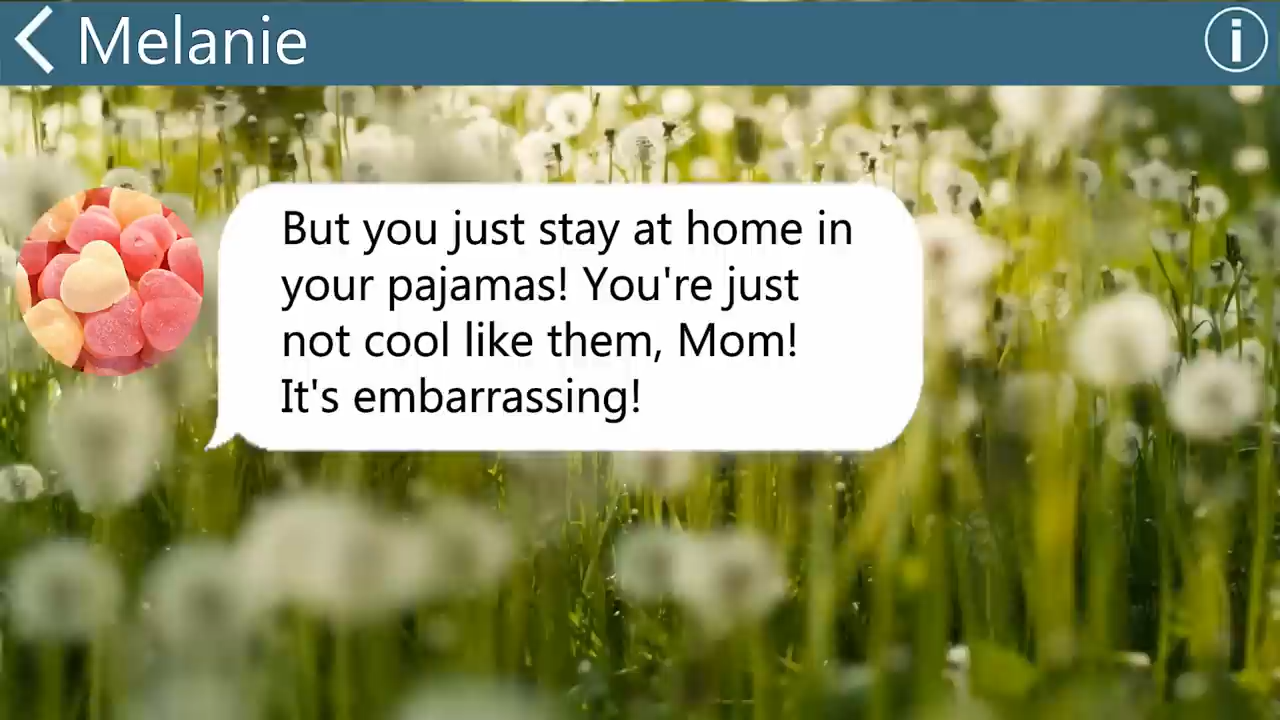 Melanie
But you just stay at home in
your pajamas! You're just
not cool like them, Mom!
It's embarrassing!